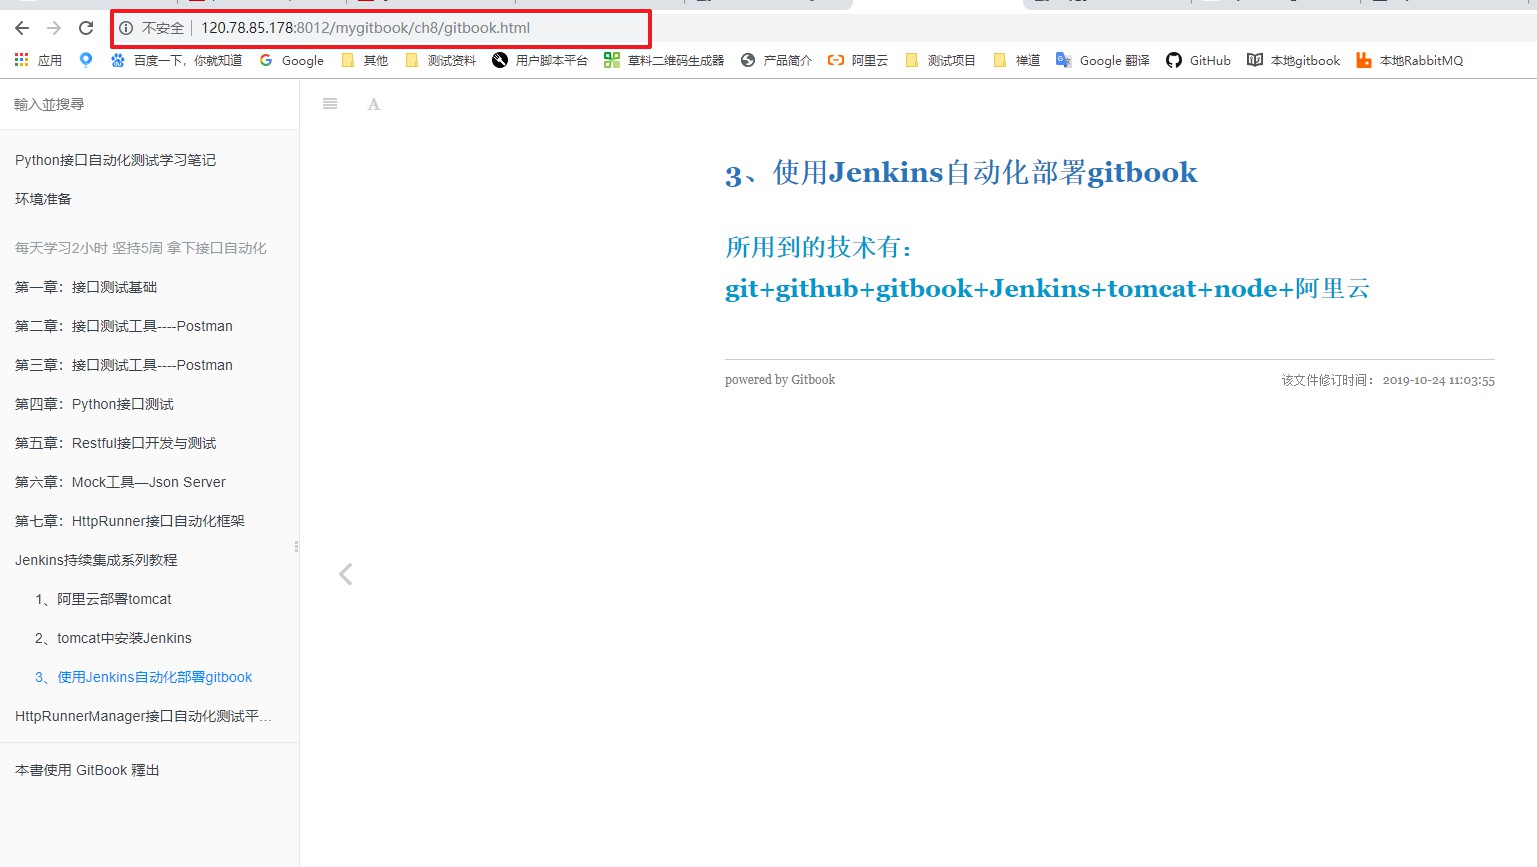 不安全 120.78.85.178:8012/mygitbook/ch8/gitbook.html
应用 百度一下，你就知道 Google 其他 测试资料 用户脚本平台 草料二维码生成器 产品简介 阿里云 测试项目 禅道 Google 翻译 GitHub 本地gitbook 本地RabbitMQ
輸入並搜尋
A
Python接口自动化测试学习笔记
环境准备
每天学习2小时 坚持5周 拿下接口自动化
第一章：接口测试基础
第二章：接口测试工具----Postman
第三章：接口测试工具----Postman
第四章：Python接口测试
第五章：Restful接口开发与测试
第六章：Mock工具—Json Server
第七章：HttpRunner接口自动化框架
Jenkins持续集成系列教程
1、阿里云部署tomcat
2、tomcat中安装Jenkins
3、使用Jenkins自动化部署gitbook
HttpRunnerManager接口自动化测试平…
本書使用 GitBook 釋出
3、使用Jenkins自动化部署gitbook
所用到的技术有：
git+github+gitbook+Jenkins+tomcat+node+阿里云
powered by Gitbook
该文件修订时间： 2019-10-24 11:03:55